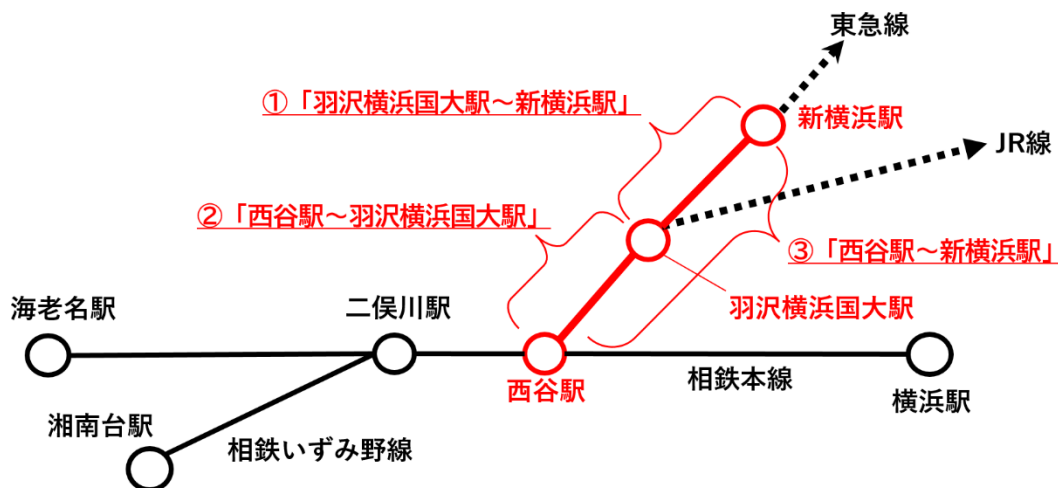 東急線
①「羽沢横浜国大駅～新横浜駅」
新横浜駅
JR線
②「西谷駅～羽沢横浜国大駅」
③「西谷駅～新横浜駅」
羽沢横浜国大駅
海老名駅
二俣川駅
西谷駅
相鉄本線
横浜駅
湘南台駅
相鉄いずみ野線